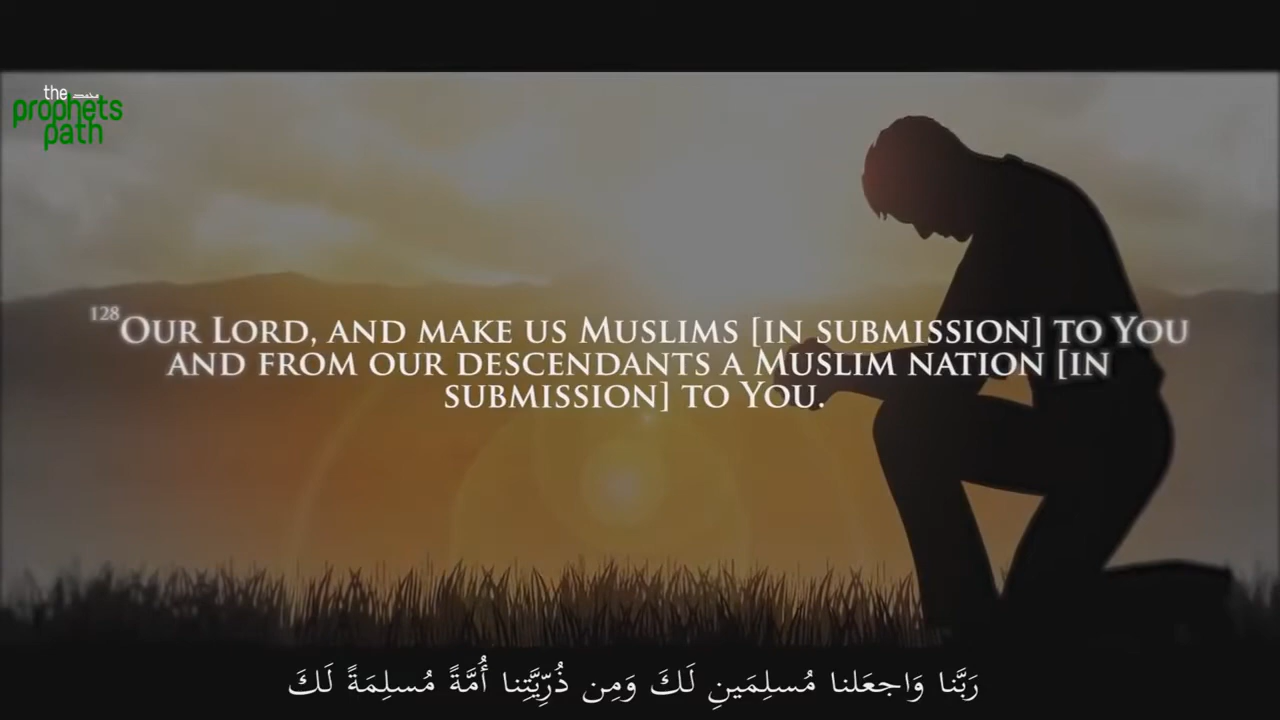 the محمد
prophets
path
128 OUR LORD, AND MAKE US MUSLIMS [IN SUBMISSION] TO YOU
AND FROM OUR DESCENDANTS A MUSLIM NATION [IN
SUBMISSION] TO YOU.
رَبَّنا وَاجعَلنا مُسلِمَينِ لَكَ وَمِن ذُرِّيَّتِنا أُمَّةً مُسلِمَةً لَكَ